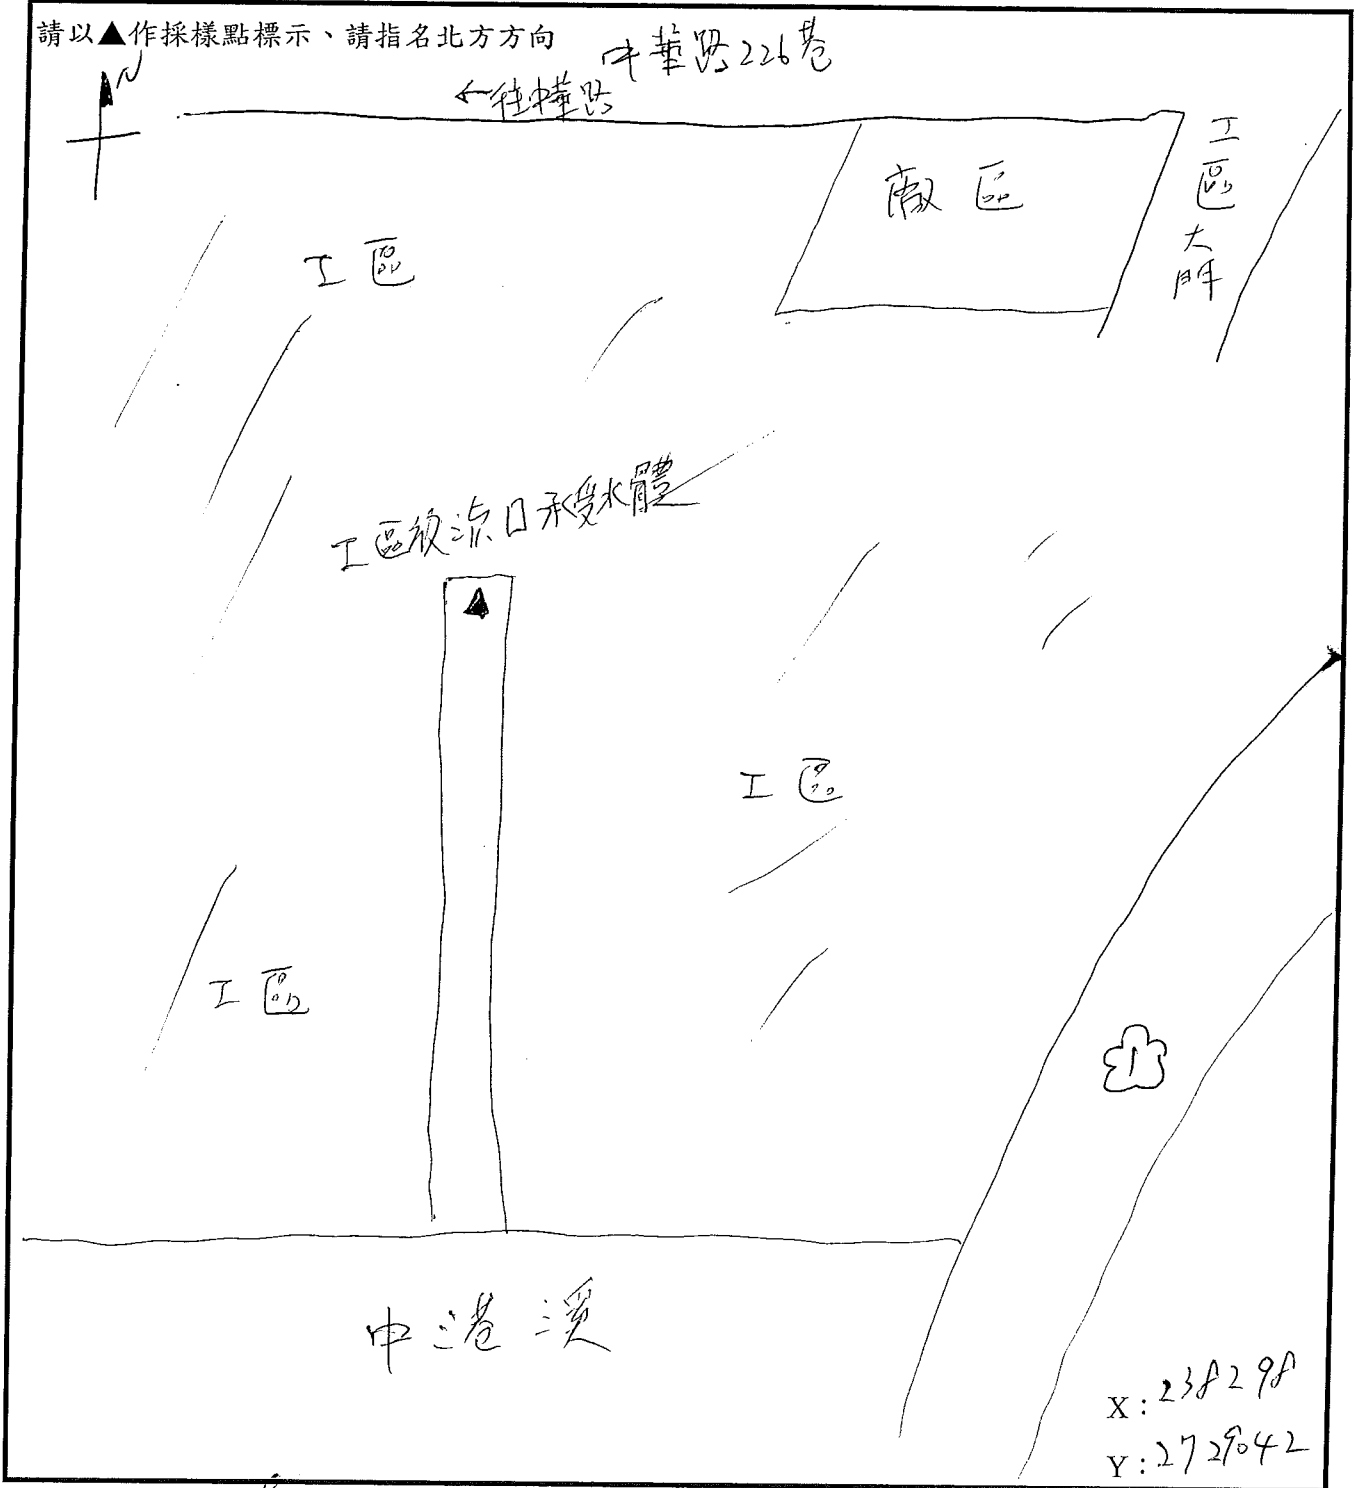 請以▲作採樣點標示、請指名北方方向
N
中華路226巷
←往中華路
工區大門
廠區
工區
工區放流口承受水體
▲
工區
工區
1
中港溪
X:238298
Y:2729042